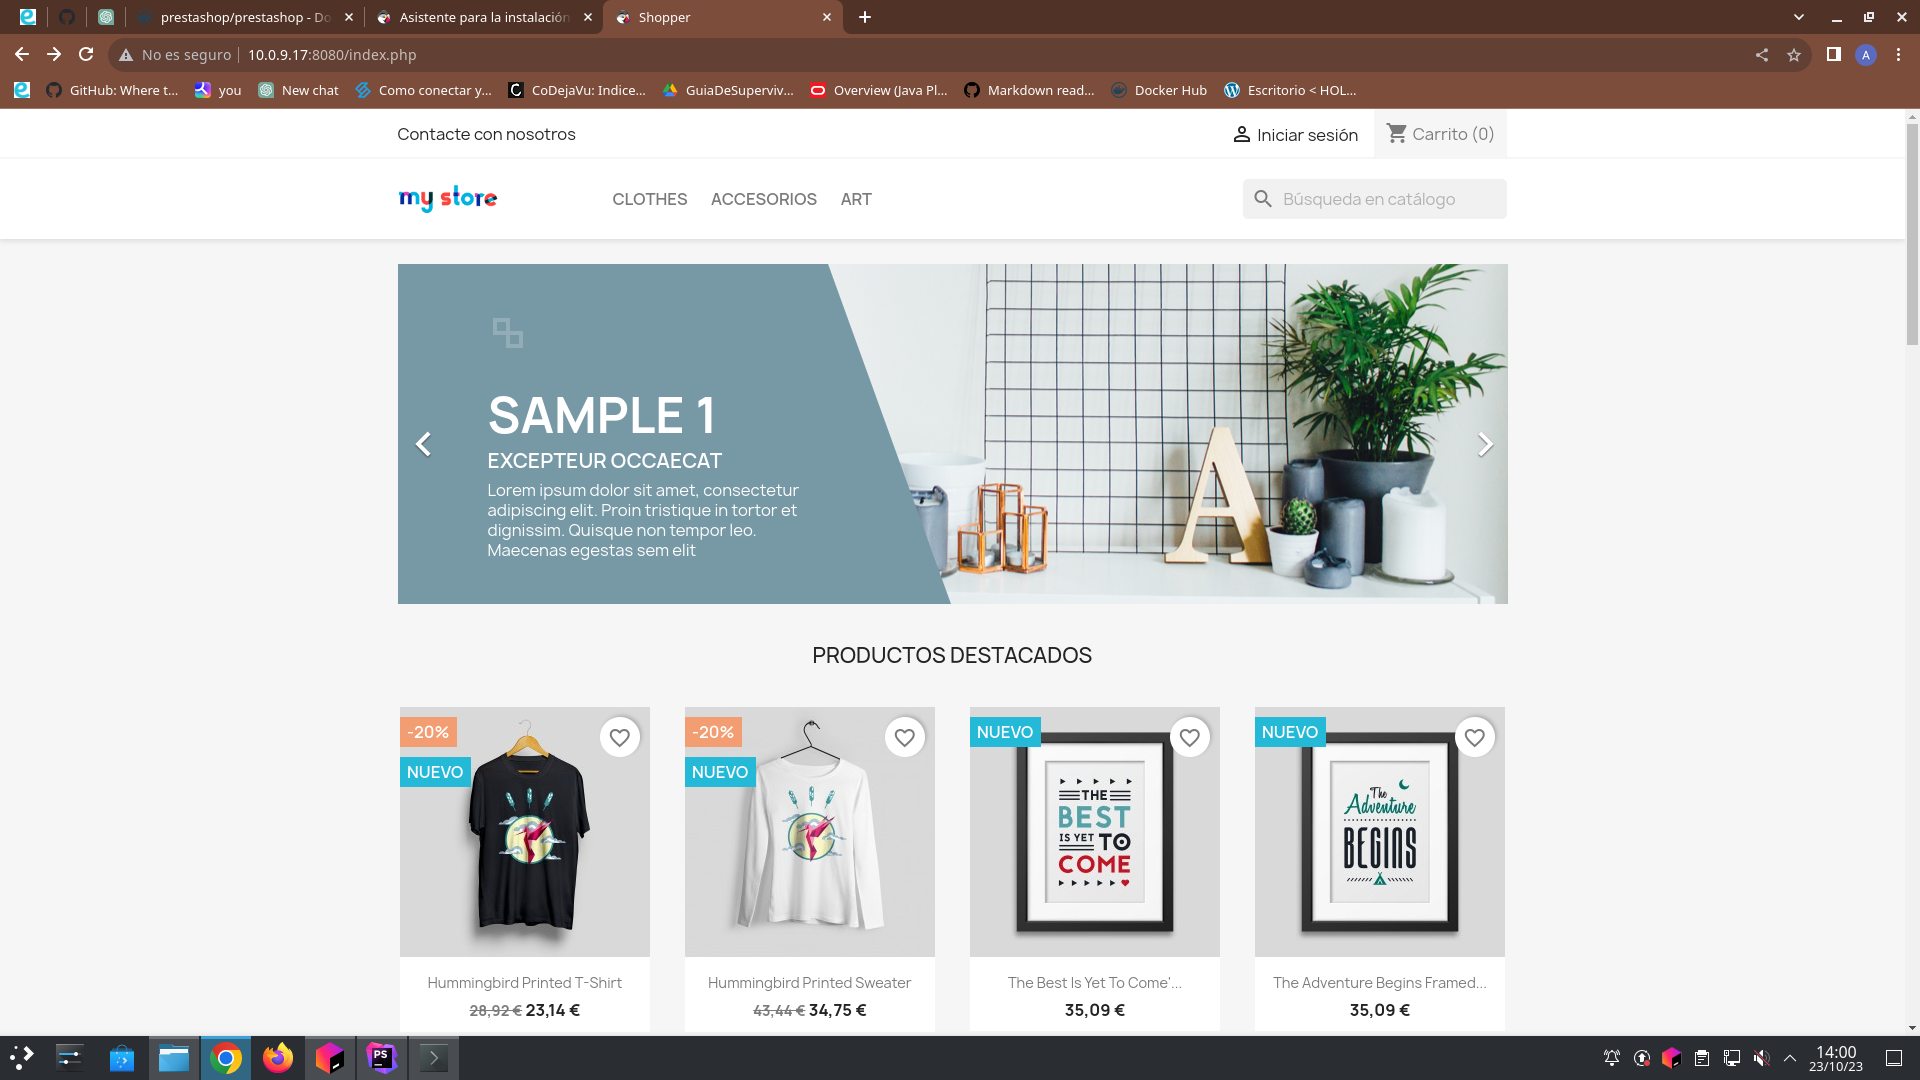 prestashop/prestashop - Do
Asistente para la instalación
Shopper
No es seguro
10.0.9.17:8080/index.php
A
GitHub: Where t...
you
New chat
Como conectar y...
CoDejaVu: Indice...
GuiaDeSuperviv...
Overview (Java Pl...
Markdown read...
Docker Hub
Escritorio < HOL...
Contacte con nosotros
Iniciar sesión
Carrito (0)
my store
CLOTHES
ACCESORIOS
ART
Búsqueda en catálogo
SAMPLE 1
EXCEPTEUR OCCAECAT
Lorem ipsum dolor sit amet, consectetur
adipiscing elit. Proin tristique in tortor et
dignissim. Quisque non tempor leo.
Maecenas egestas sem elit
A
PRODUCTOS DESTACADOS
-20%
NUEVO
-20%
NUEVO
NUEVO
THE
BEST
IS YET TO
COME
NUEVO
The
Adventure
BEGINS
Hummingbird Printed T-Shirt
28,92 € 23,14 €
Hummingbird Printed Sweater
43,44 € 34,75 €
The Best Is Yet To Come'...
35,09 €
The Adventure Begins Framed...
35,09 €
PS
14:00
23/10/23